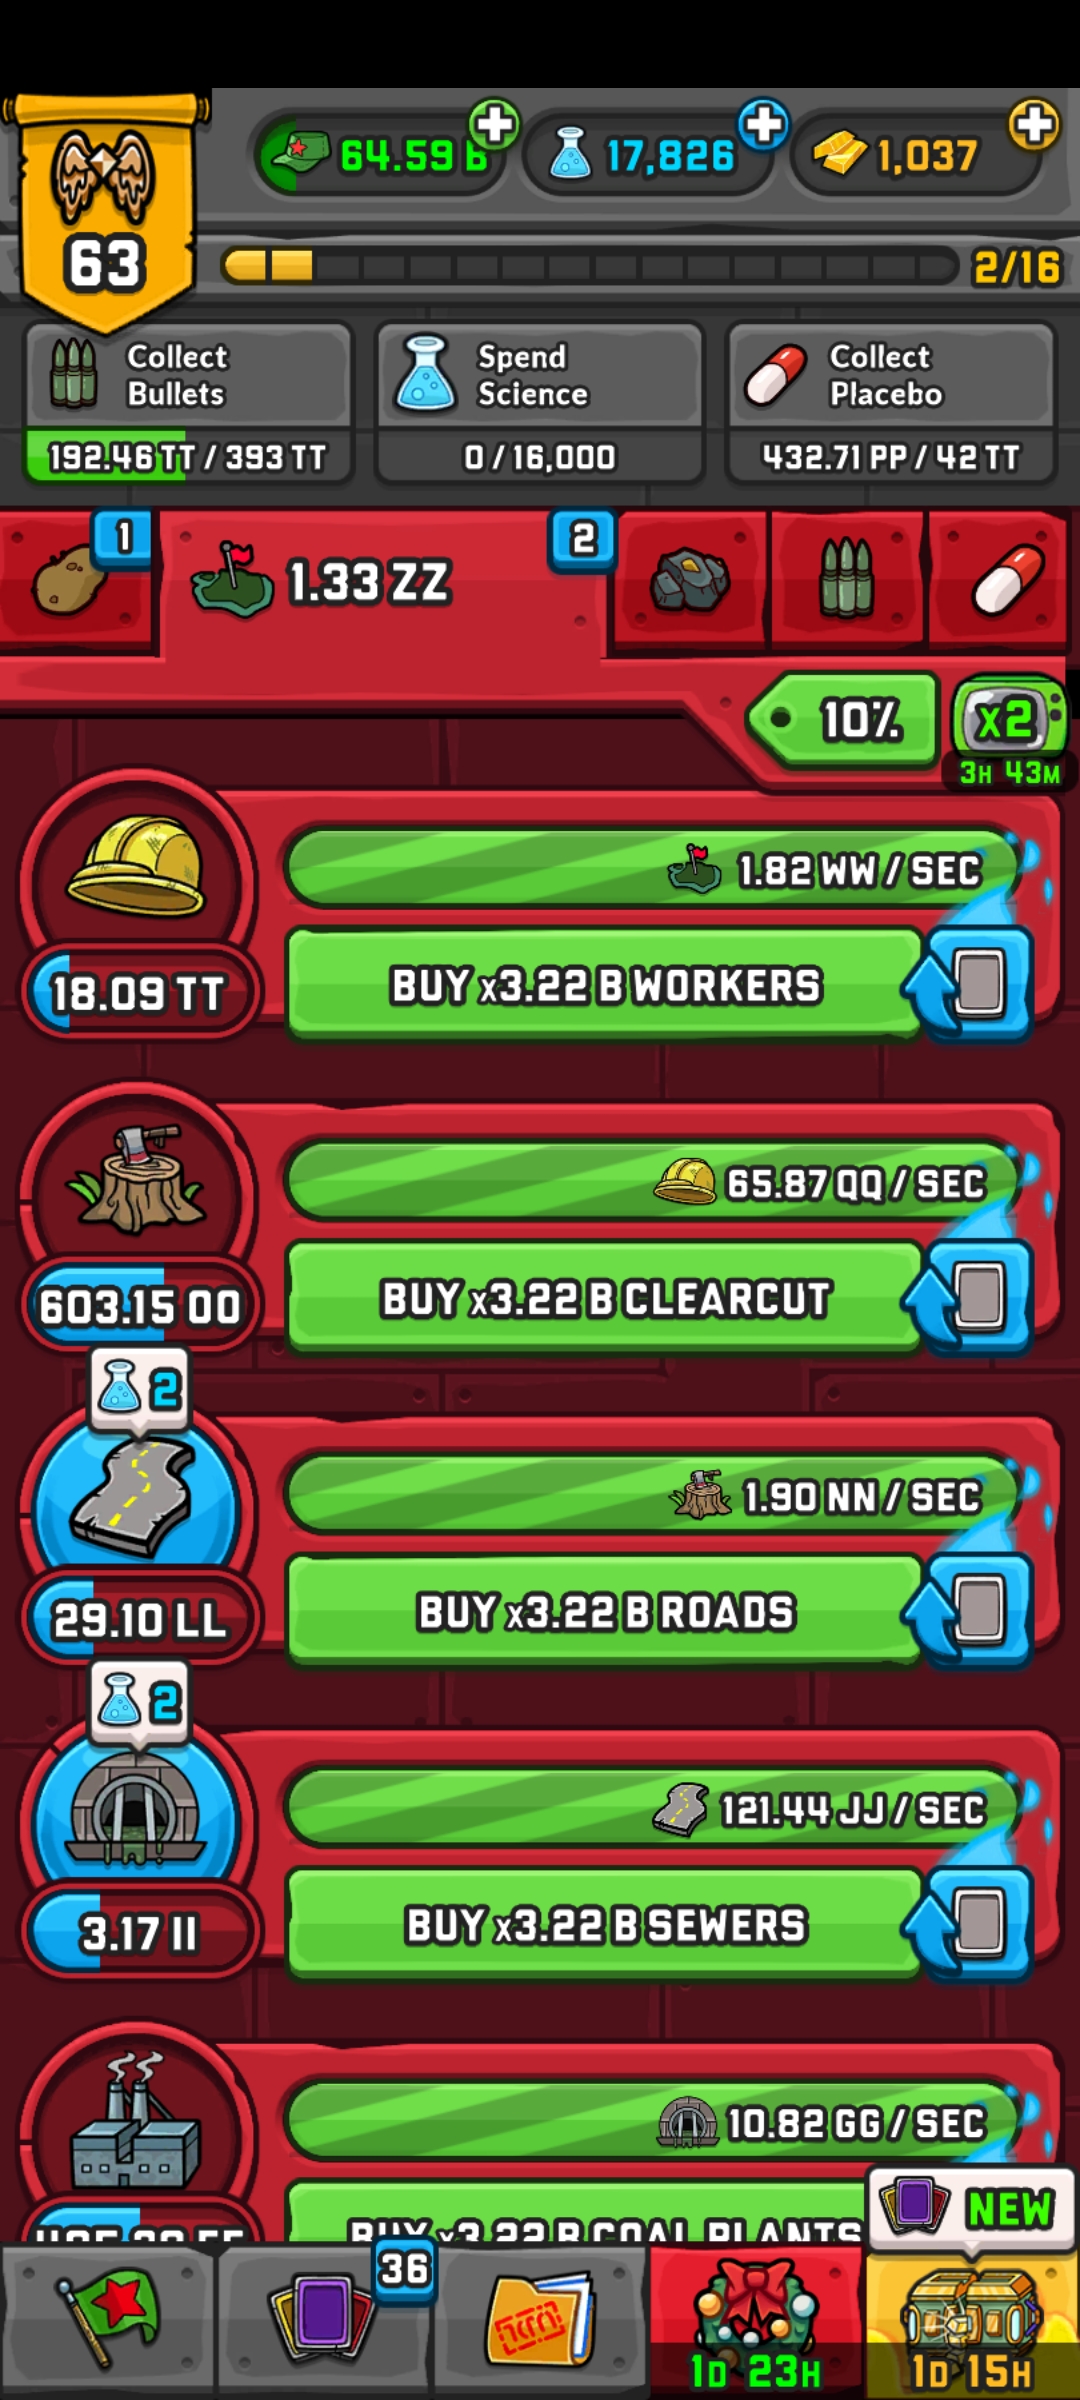 64.59 B
17,826
1,037
63
2/16
Collect
Bullets
192.46 TT / 393 TT
Spend
Science
0 / 16,000
Collect
Placebo
432.71 PP / 42 TT
1
1.33 ZZ
2
10%
x2
3H 43M
1.82 WW / SEC
18.09 TT
BUY x3.22 B WORKERS
65.87 QQ / SEC
603.15 OO
BUY x3.22 B CLEARCUT
2
1.90 NN / SEC
29.10 LL
BUY x3.22 B ROADS
2
121.44 JJ / SEC
3.17 II
BUY x3.22 B SEWERS
10.82 GG / SEC
BUY x3.22 B COAL PLANTS
NEW
36
1D 23H
1D 15H